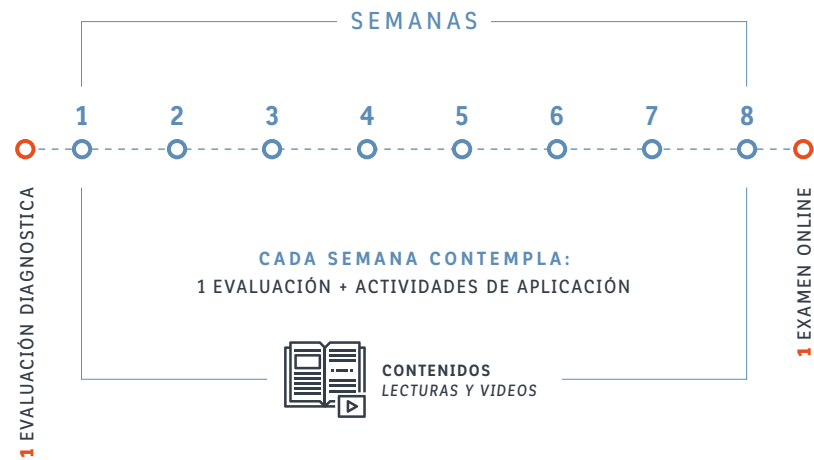 SEMANAS
1 2 3 4 5 6 7 8
1 EVALUACIÓN DIAGNOSTICA
CADA SEMANA CONTEMPLA:
1 EVALUACIÓN + ACTIVIDADES DE APLICACIÓN
CONTENIDOS
LECTURAS Y VIDEOS
1 EXAMEN ONLINE